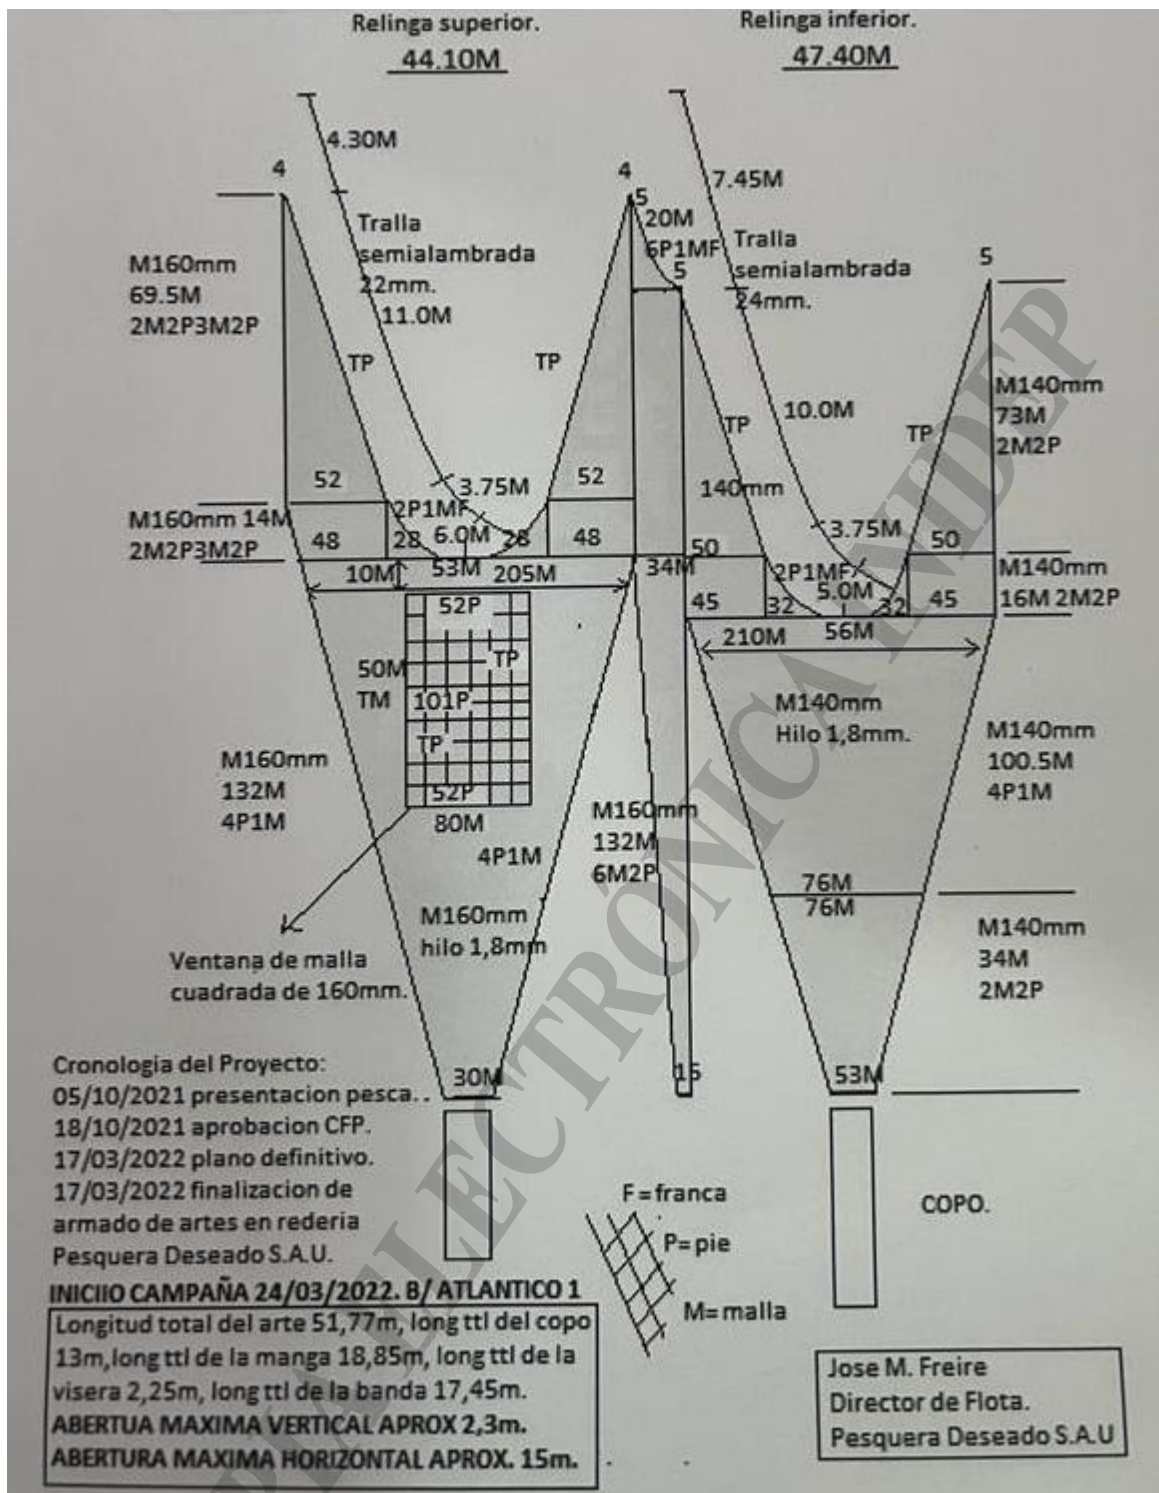 Relinga superior.
44.10M
Relinga inferior.
47.40M
4.30M
4
4
5
20M
6P1MF
5
7.45M
5
Tralla
semialambrada
22mm.
11.0M
Tralla
semialambrada
24mm.
M160mm
69.5M
2M2P3M2P
TP
TP
TP
TP
10.0M
M140mm
73M
2M2P
52
3.75M
52
140mm
2P1MF
6.0M
M160mm 14M
2M2P3M2P
48
28
28
48
50
3.75M
50
53M
10M
205M
34M
2P1MF
5.0M
M140mm
16M 2M2P
45
32
32
45
210M
56M
52P
50M
TM
TP
101P
TP
52P
80M
4P1M
M160mm
132M
4P1M
M160mm
hilo 1,8mm
M160mm
132M
6M2P
M140mm
Hilo 1,8mm.
M140mm
100.5M
4P1M
76M
76M
M140mm
34M
2M2P
Ventana de malla
cuadrada de 160mm.
30M
15
53M
Cronologia del Proyecto:
05/10/2021 presentacion pesca. .
18/10/2021 aprobacion CFP.
17/03/2022 plano definitivo.
17/03/2022 finalizacion de
armado de artes en rederia
Pesquera Deseado S.A.U.
INICIIO CAMPAÑA 24/03/2022. B/ ATLANTICO 1
Longitud total del arte 51,77m, long ttl del copo
13m,long ttl de la manga 18,85m, long ttl de la
visera 2,25m, long ttl de la banda 17,45m.
ABERTUA MAXIMA VERTICAL APROX 2,3m.
ABERTURA MAXIMA HORIZONTAL APROX. 15m.
F=franca
P=pie
M=malla
COPO.
Jose M. Freire
Director de Flota.
Pesquera Deseado S.A.U
PIA ELECTRÓNICA INIDEP